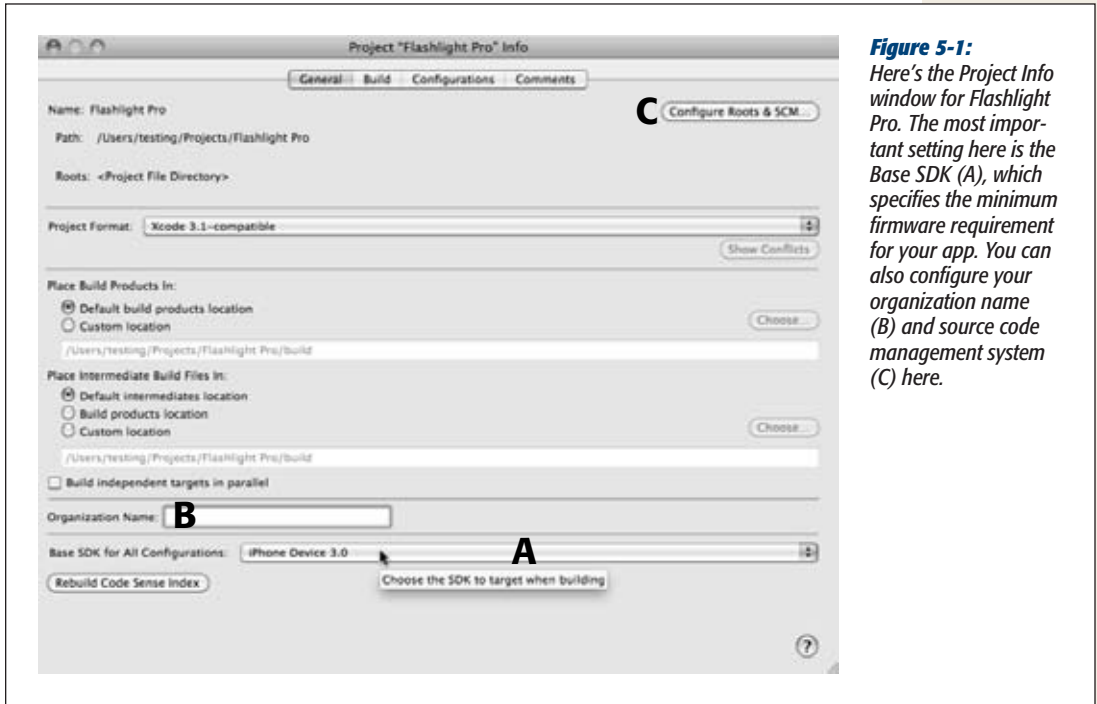 Project "Flashlight Pro" Info
General Build Configurations Comments
Name: Flashlight Pro
C Configure Roots & SCM...
Path: /Users/testing/Projects/Flashlight Pro
Roots: <Project File Directory>
Project Format: Xcode 3.1-compatible
Show Conflicts
Place Build Products In:
Default build products location
Custom location
Choose...
/Users/testing/Projects/Flashlight Pro/build
Place Intermediate Build Files In:
Default intermediates location
Build products location
Custom location
Choose...
/Users/testing/Projects/Flashlight Pro/build
Build independent targets in parallel
Organization Name: B
Base SDK for All Configurations: iPhone Device 3.0 A
Choose the SDK to target when building
Rebuild Code Sense Index
?
Figure 5-1:
Here's the Project Info
window for Flashlight
Pro. The most impor-
tant setting here is the
Base SDK (A), which
specifies the minimum
firmware requirement
for your app. You can
also configure your
organization name
(B) and source code
management system
(C) here.